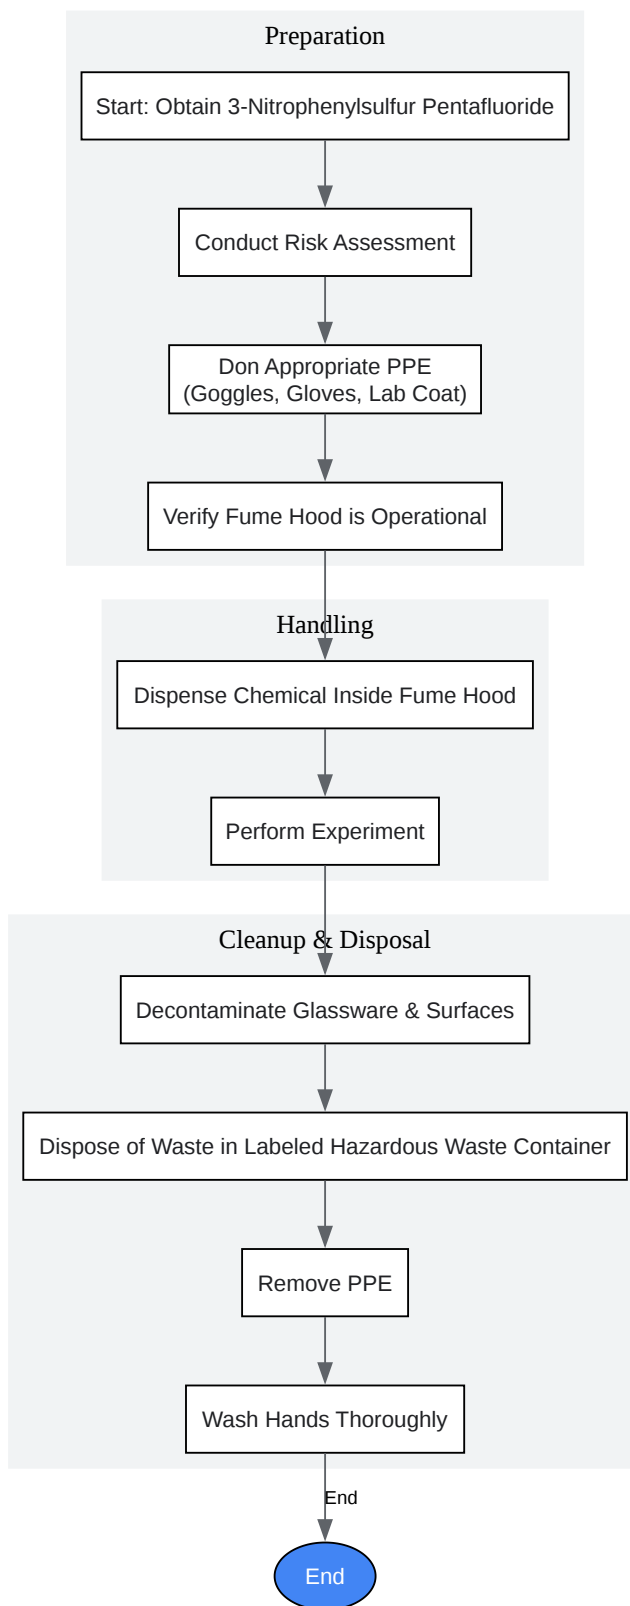 Preparation
Start: Obtain 3-Nitrophenylsulfur Pentafluoride
Conduct Risk Assessment
Don Appropriate PPE
(Goggles, Gloves, Lab Coat)
Verify Fume Hood is Operational
Handling
Dispense Chemical Inside Fume Hood
Perform Experiment
Cleanup & Disposal
Decontaminate Glassware & Surfaces
Dispose of Waste in Labeled Hazardous Waste Container
Remove PPE
Wash Hands Thoroughly
End
End